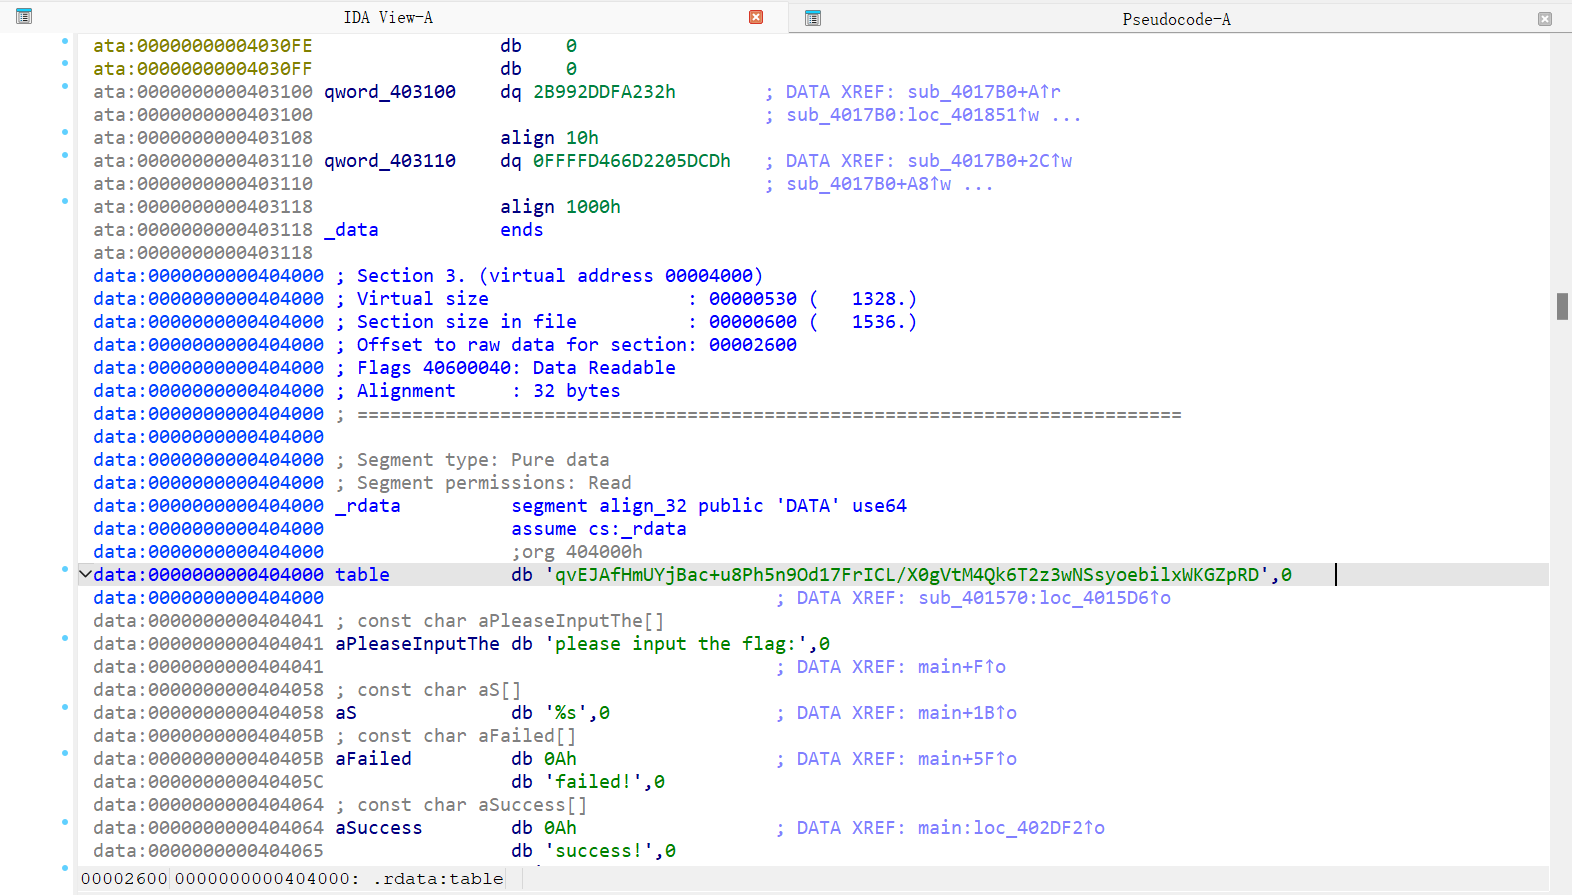 IDA View-A
Pseudocode-A
ata:00000000004030FE db 0
ata:00000000004030FF db 0
ata:0000000000403100 qword_403100 dq 2B992DDFA232h ; DATA XREF: sub_4017B0+A↑r
ata:0000000000403100 ; sub_4017B0:loc_401851↑w ...
ata:0000000000403108 align 10h
ata:0000000000403110 qword_403110 dq 0FFFFD466D2205DCDh ; DATA XREF: sub_4017B0+2C↑w
ata:0000000000403110 ; sub_4017B0+A8↑w ...
ata:0000000000403118 align 1000h
ata:0000000000403118 _data ends
ata:0000000000403118
data:0000000000404000 ; Section 3. (virtual address 00004000)
data:0000000000404000 ; Virtual size : 00000530 ( 1328.)
data:0000000000404000 ; Section size in file : 00000600 ( 1536.)
data:0000000000404000 ; Offset to raw data for section: 00002600
data:0000000000404000 ; Flags 40600040: Data Readable
data:0000000000404000 ; Alignment : 32 bytes
data:0000000000404000 ; ===========================================================================
data:0000000000404000
data:0000000000404000 ; Segment type: Pure data
data:0000000000404000 ; Segment permissions: Read
data:0000000000404000 _rdata segment align_32 public 'DATA' use64
data:0000000000404000 assume cs:_rdata
data:0000000000404000 ;org 404000h
data:0000000000404000 table db 'qvEJAfHmUYjBac+u8Ph5n9Od17FrICL/X0gVtM4Qk6T2z3wNSsyoebilxWKGZpRD',0
data:0000000000404000 ; DATA XREF: sub_401570:loc_4015D6↑o
data:0000000000404041 ; const char aPleaseInputThe[]
data:0000000000404041 aPleaseInputThe db 'please input the flag:',0
data:0000000000404041 ; DATA XREF: main+F↑o
data:0000000000404058 ; const char aS[]
data:0000000000404058 aS db '%s',0 ; DATA XREF: main+1B↑o
data:000000000040405B ; const char aFailed[]
data:000000000040405B aFailed db 0Ah ; DATA XREF: main+5F↑o
data:000000000040405C db 'failed!',0
data:0000000000404064 ; const char aSuccess[]
data:0000000000404064 aSuccess db 0Ah ; DATA XREF: main:loc_402DF2↑o
data:0000000000404065 db 'success!',0
00002600 0000000000404000: .rdata:table